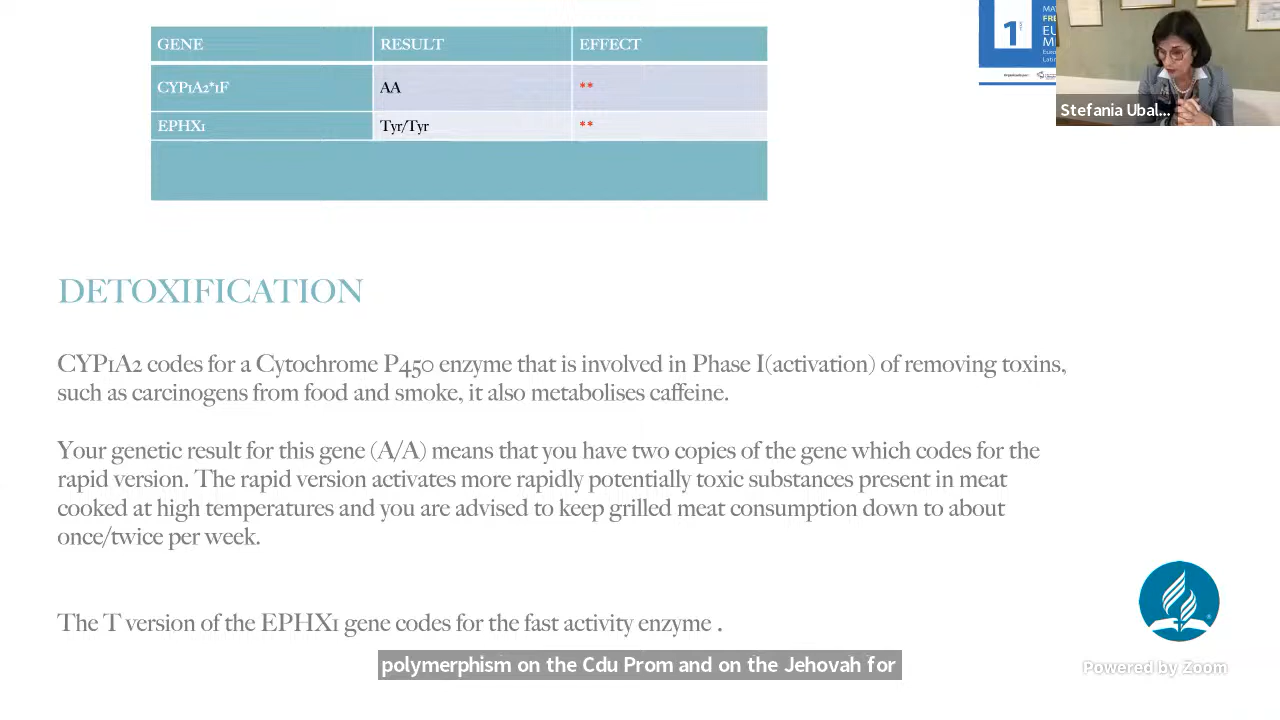 GENE RESULT EFFECT
CYP1A2*1F AA **
EPHX1 Tyr/Tyr **
1
MA
FRE
EU
M
Latin
Stefania Ubal...
DETOXIFICATION
CYP1A2 codes for a Cytochrome P450 enzyme that is involved in Phase I(activation) of removing toxins,
such as carcinogens from food and smoke, it also metabolises caffeine.
Your genetic result for this gene (A/A) means that you have two copies of the gene which codes for the
rapid version. The rapid version activates more rapidly potentially toxic substances present in meat
cooked at high temperatures and you are advised to keep grilled meat consumption down to about
once/twice per week.
The T version of the EPHX1 gene codes for the fast activity enzyme .
polymerphism on the Cdu Prom and on the Jehovah for
Powered by Zoom